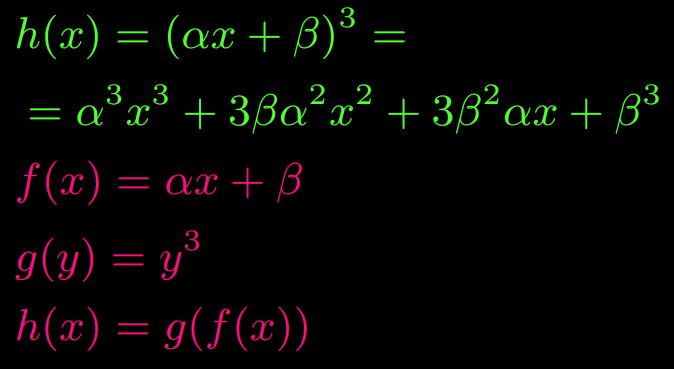 h(x) = (αx + β)³ =
= α³x³ + 3βα²x² + 3β²αx + β³
f(x) = αx + β
g(y) = y³
h(x) = g(f(x))